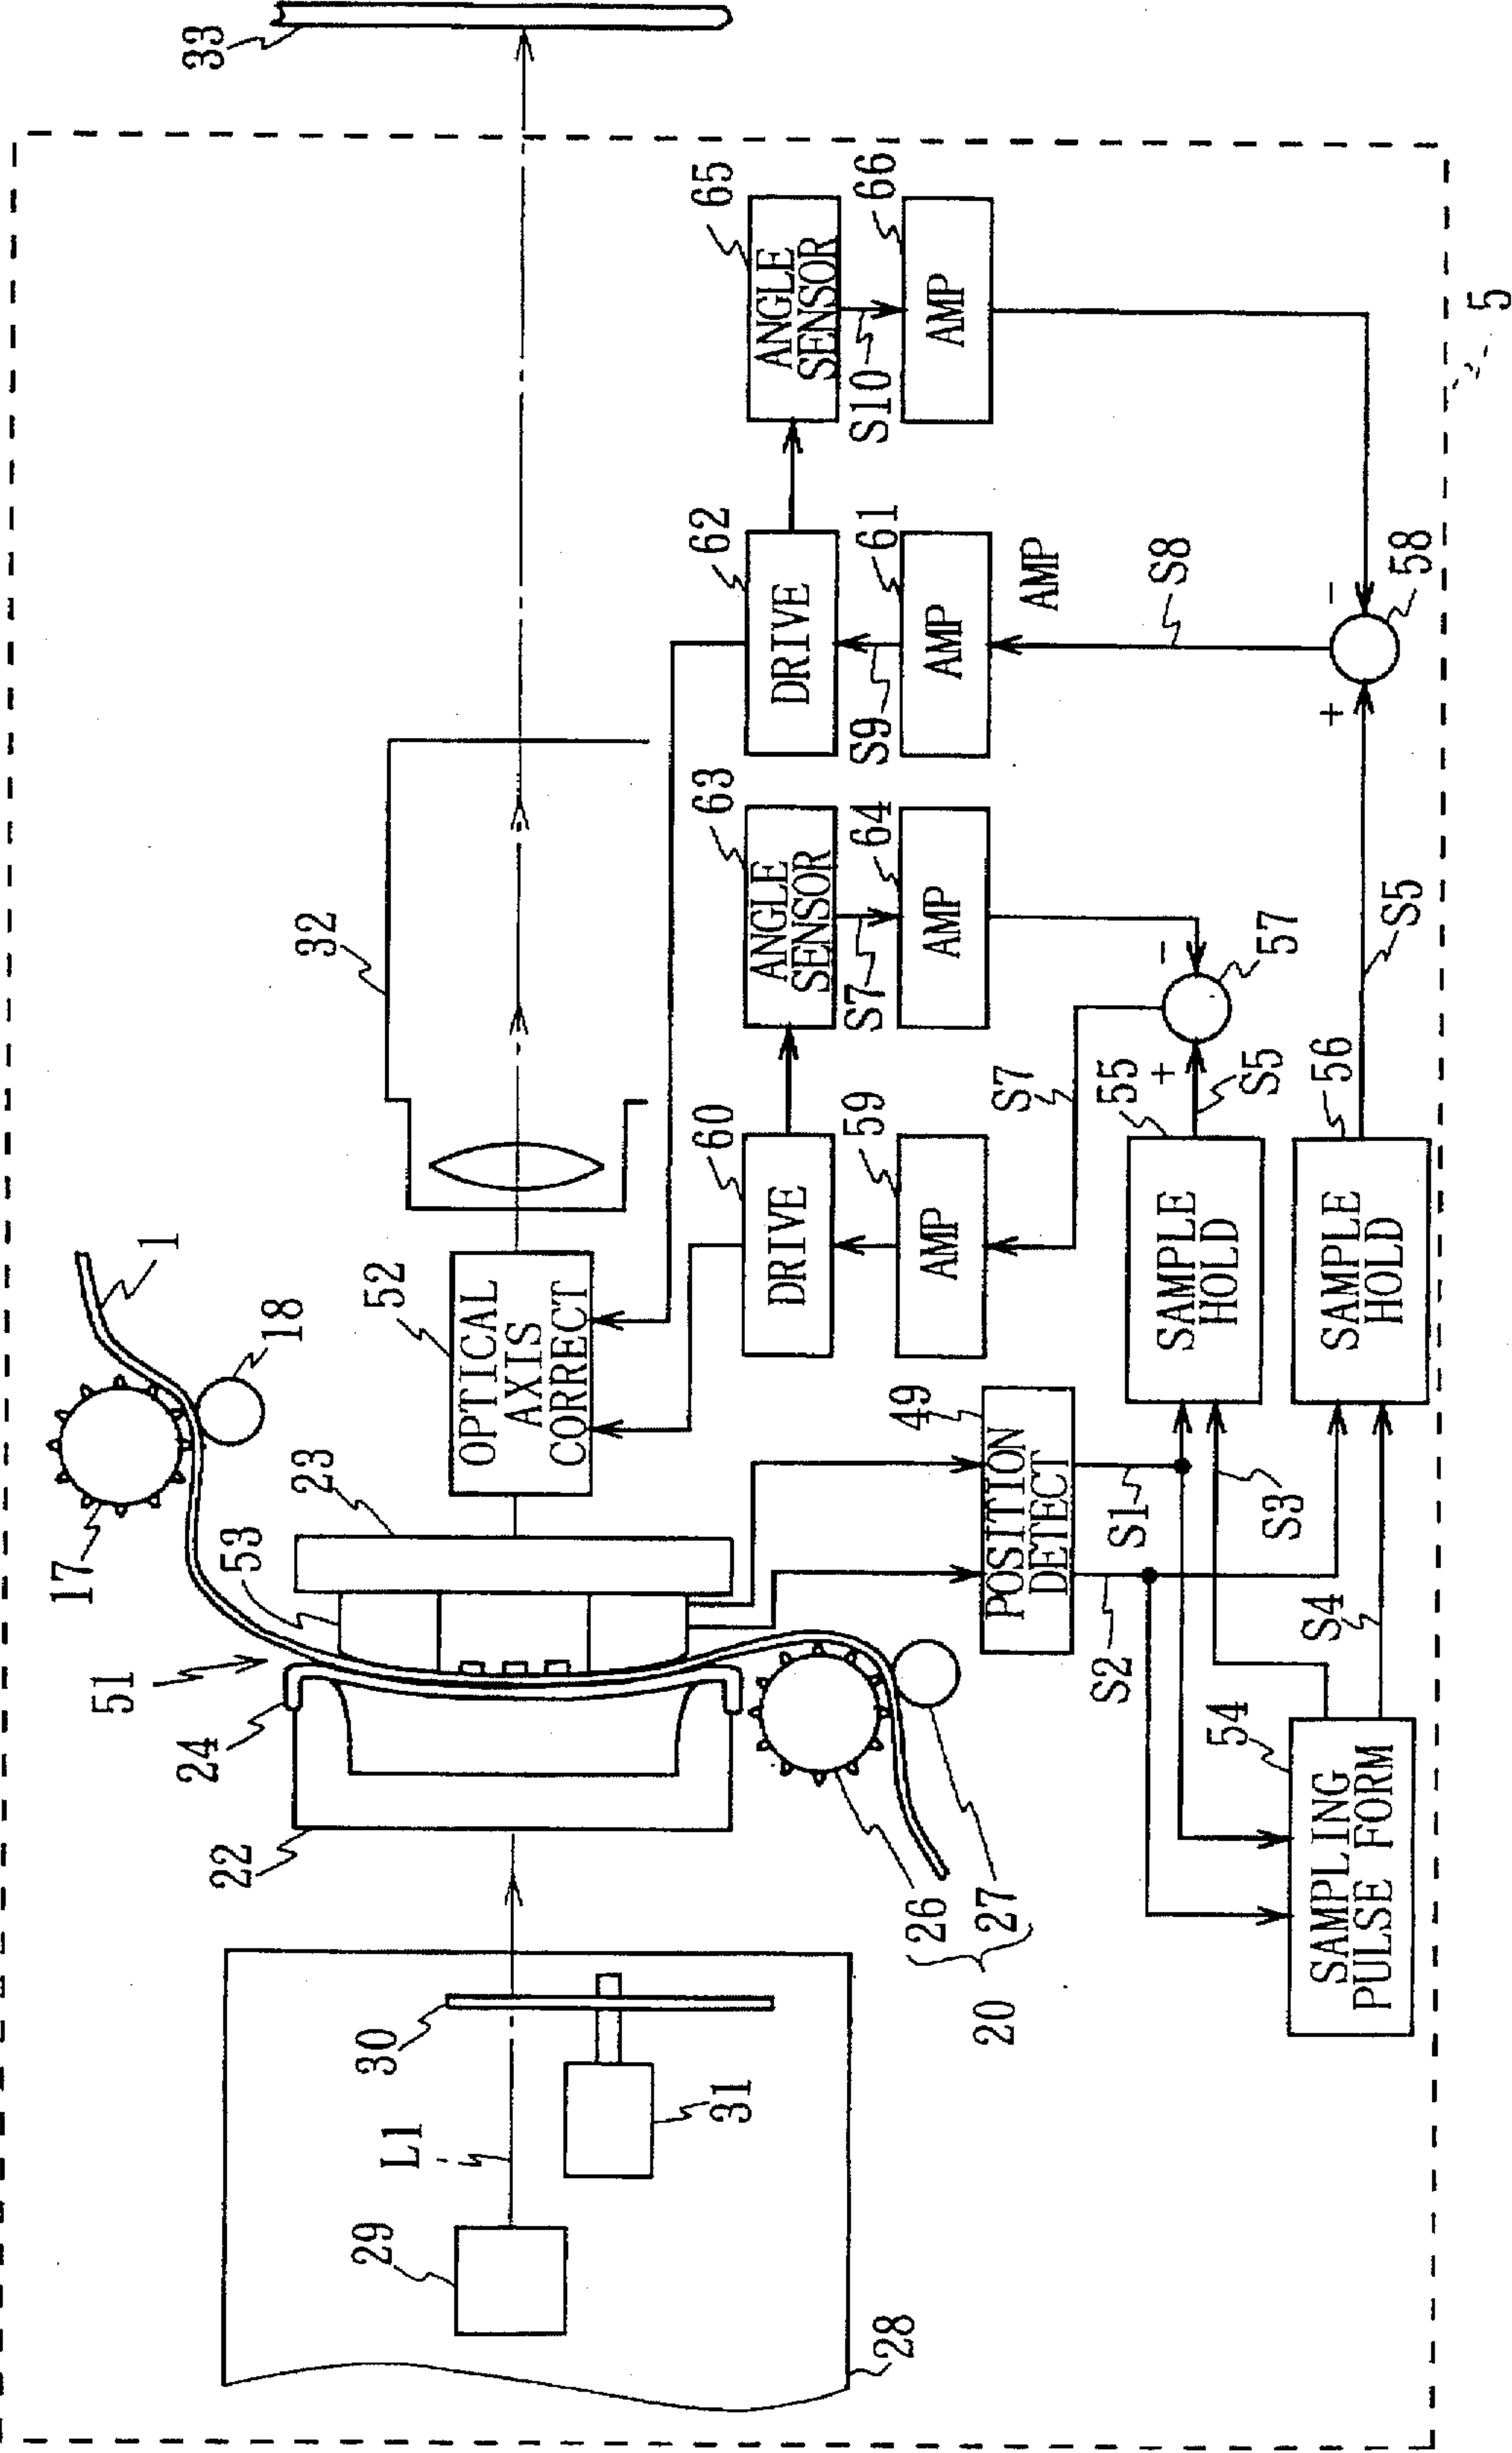 33
5
65
66
ANGLE
SENSOR
S10
AMP
62
61
DRIVE
S9
AMP
AMP
S8
-
58
+
32
63
64
ANGLE
SENSOR
S7
AMP
-
57
S5
60
59
DRIVE
AMP
S7
55
+
S5
56
SAMPLE
HOLD
SAMPLE
HOLD
1
18
17
52
OPTICAL
AXIS
CORRECT
23
53
51
24
22
49
POSITION
DETECT
S1
S2
S3
S4
54
SAMPLING
PULSE FORM
26
27
20
30
31
L1
29
28